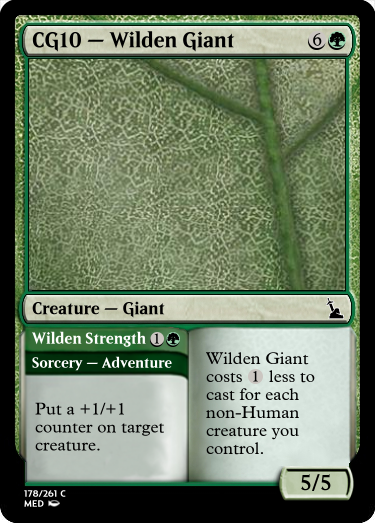 CG10 — Wilden Giant 6
Creature — Giant
Wilden Strength 1
Sorcery — Adventure
Put a +1/+1
counter on target
creature.
Wilden Giant
costs 1 less to
cast for each
non-Human
creature you
control.
5/5
178/261 C
MED